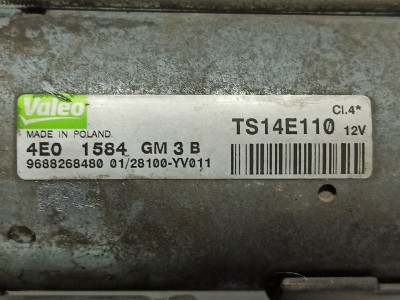 Valeo
Cl.4*
MADE IN POLAND
TS14E110 12V
4E0 1584 GM 3 B
9688268480 01/28100-YV011